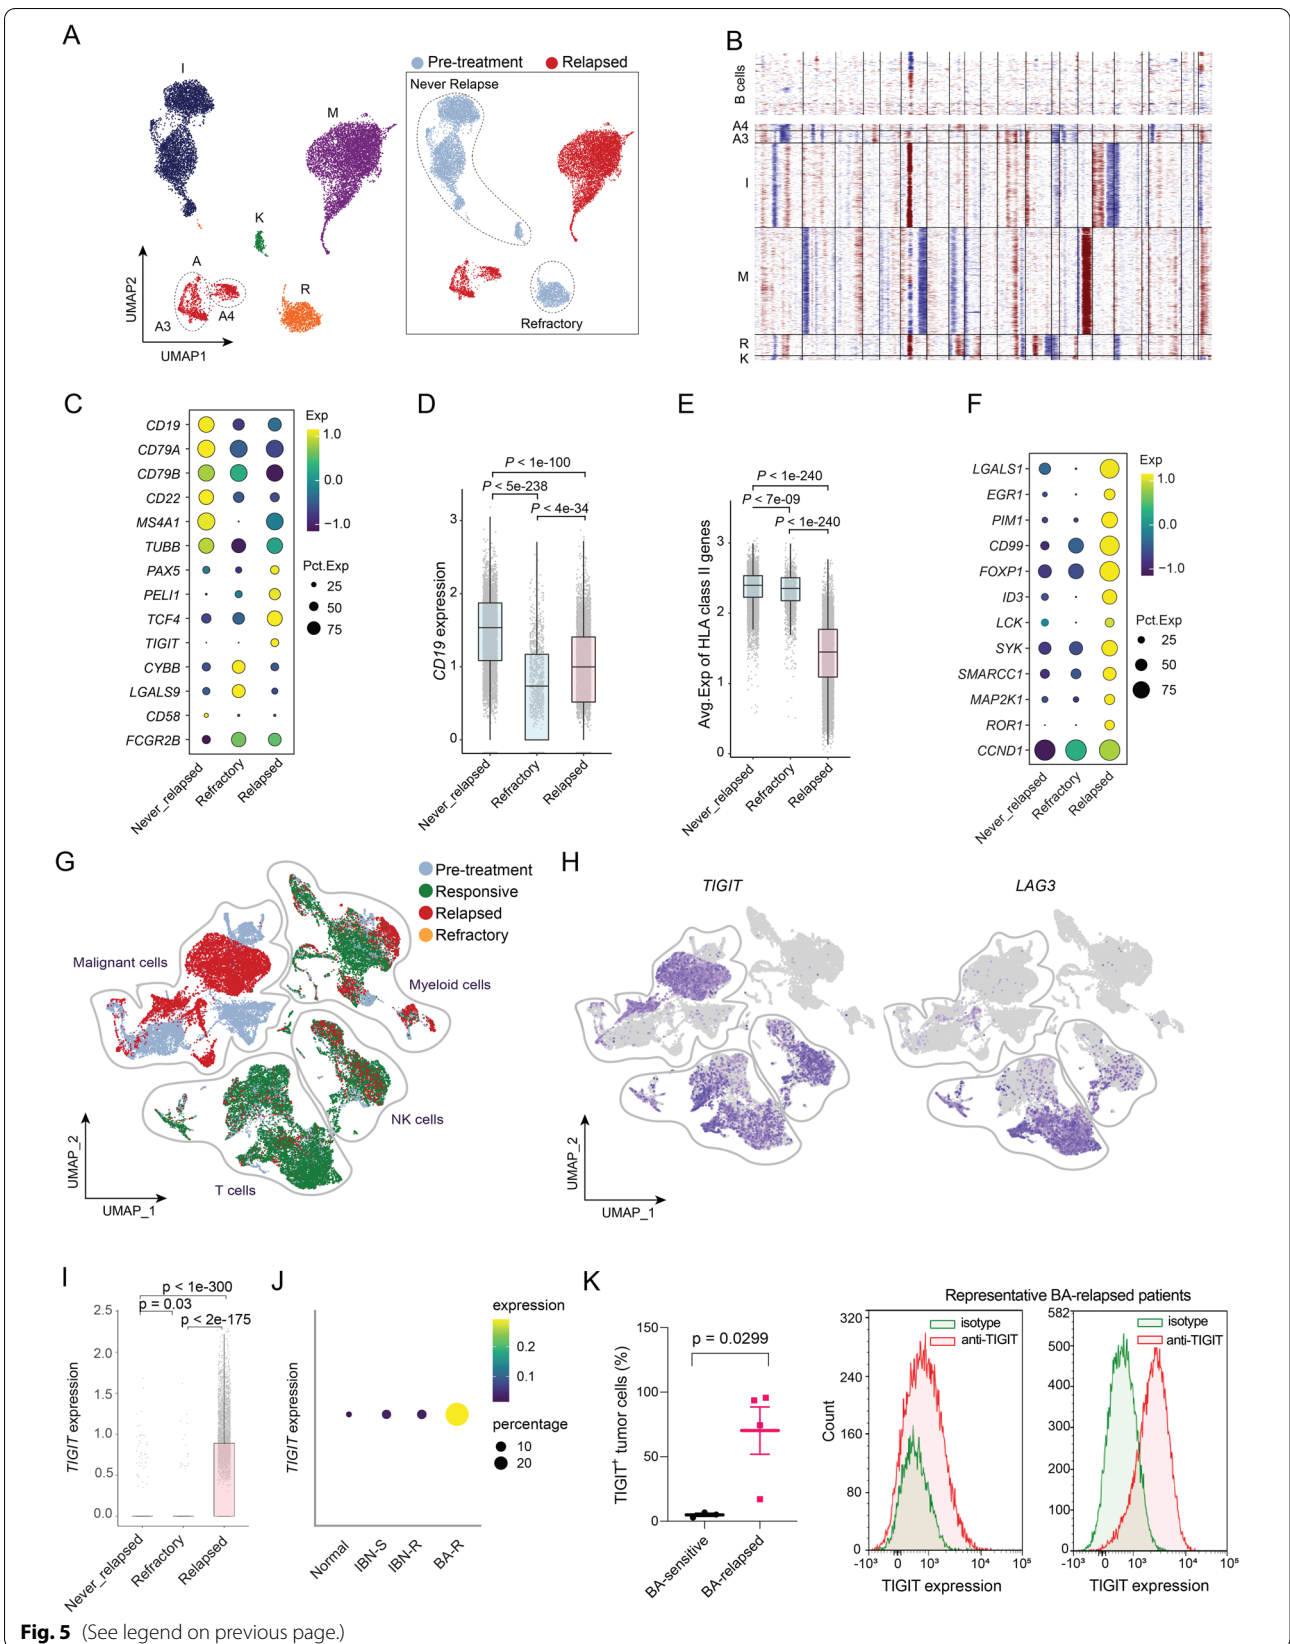 A
Pre-treatment
Relapsed
Never Relapse
I
M
K
A
A3
A4
R
Refractory
UMAP2
UMAP1
B
B cells
A4
A3
I
M
R
K
C
CD19
CD79A
CD79B
CD22
MS4A1
TUBB
PAX5
PELI1
TCF4
TIGIT
CYBB
LGALS9
CD58
FCGR2B
Never_relapsed
Refractory
Relapsed
Exp
1.0
0.0
−1.0
Pct.Exp
25
50
75
D
P < 1e-100
P < 5e-238
P < 4e-34
CD19 expression
3
2
1
0
Never_relapsed
Refractory
Relapsed
E
P < 1e-240
P < 7e-09
P < 1e-240
Avg.Exp of HLA class II genes
3
2
1
0
Never_relapsed
Refractory
Relapsed
F
LGALS1
EGR1
PIM1
CD99
FOXP1
ID3
LCK
SYK
SMARCC1
MAP2K1
ROR1
CCND1
Never_relapsed
Refractory
Relapsed
Exp
1.0
0.0
−1.0
Pct.Exp
25
50
75
G
Pre-treatment
Responsive
Relapsed
Refractory
Malignant cells
Myeloid cells
NK cells
T cells
UMAP_2
UMAP_1
H
TIGIT
LAG3
UMAP_2
UMAP_1
I
p < 1e-300
p = 0.03
p < 2e-175
TIGIT expression
2.5
2.0
1.5
1.0
0.5
0.0
Never_relapsed
Refractory
Relapsed
J
TIGIT expression
Normal
IBN-S
IBN-R
BA-R
expression
0.2
0.1
percentage
10
20
K
p = 0.0299
TIGIT+ tumor cells (%)
150
100
50
0
BA-sensitive
BA-relapsed
Representative BA-relapsed patients
isotype
anti-TIGIT
Count
320
240
160
80
0
-10³ 0 10³ 10⁴ 10⁵
TIGIT expression
isotype
anti-TIGIT
582
500
400
300
200
100
0
-10³ 0 10³ 10⁴ 10⁵
TIGIT expression
Fig. 5 (See legend on previous page.)